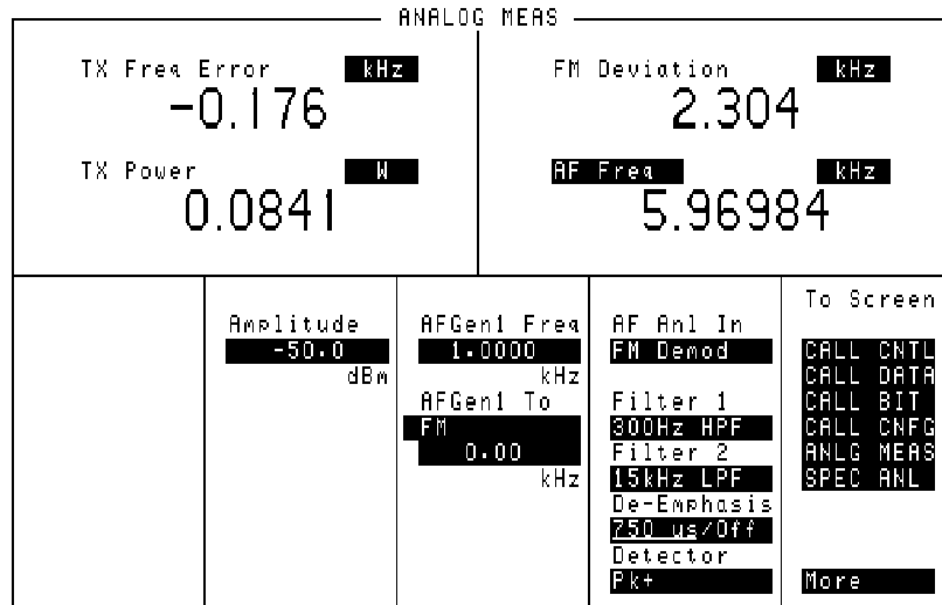 ANALOG MEAS
TX Freq Error kHz
-0.176
FM Deviation kHz
2.304
TX Power W
0.0841
AF Freq kHz
5.96984
Amplitude
-50.0
dBm
AFGen1 Freq
1.0000
kHz
AFGen1 To
FM
0.00
kHz
AF Anl In
FM Demod
Filter 1
300Hz HPF
Filter 2
15kHz LPF
De-Emphasis
750 us/Off
Detector
Pk+
To Screen
CALL CNTL
CALL DATA
CALL BIT
CALL CNFG
ANLG MEAS
SPEC ANL
More